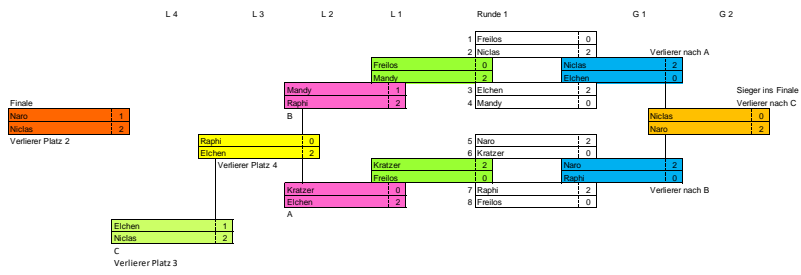 L 4 L 3 L 2 L 1 Runde 1 G 1 G 2
1 Freilos 0
2 Niclas 2 Verlierer nach A
Freilos 0 Niclas 2
Mandy 2 Elchen 0
Mandy 1 3 Elchen 2 Sieger ins Finale
Finale Raphi 2 4 Mandy 0 Verlierer nach C
Naro 1 B Niclas 0
Niclas 2 Naro 2
Verlierer Platz 2 Raphi 0 5 Naro 2
Elchen 2 6 Kratzer 0
Verlierer Platz 4 Kratzer 2 Naro 2
Freilos 0 Raphi 0
Kratzer 0 7 Raphi 2 Verlierer nach B
Elchen 2 8 Freilos 0
A
Elchen 1
Niclas 2
C
Verlierer Platz 3